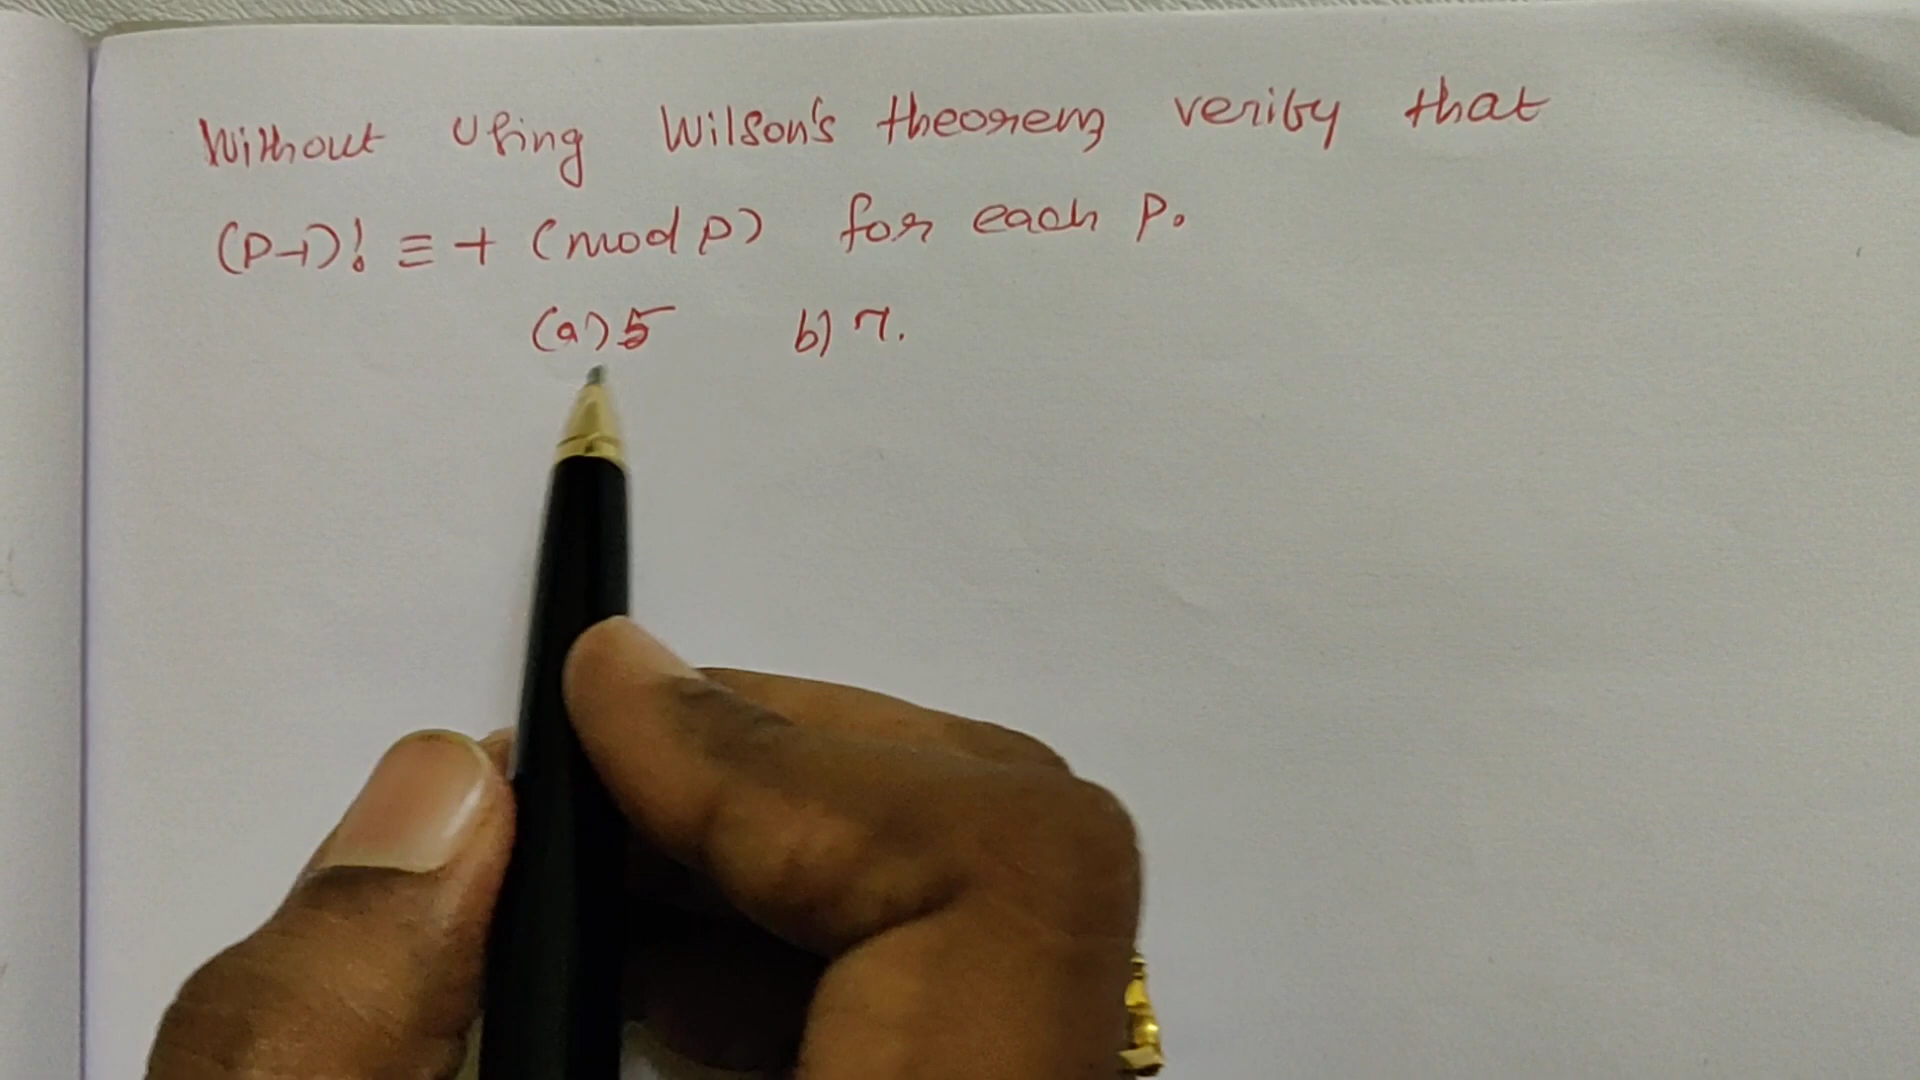 Without Using Wilson's theorem verify that
(P-1)! ≡ -1 (mod p) for each P.
(a) 5 b) 7.